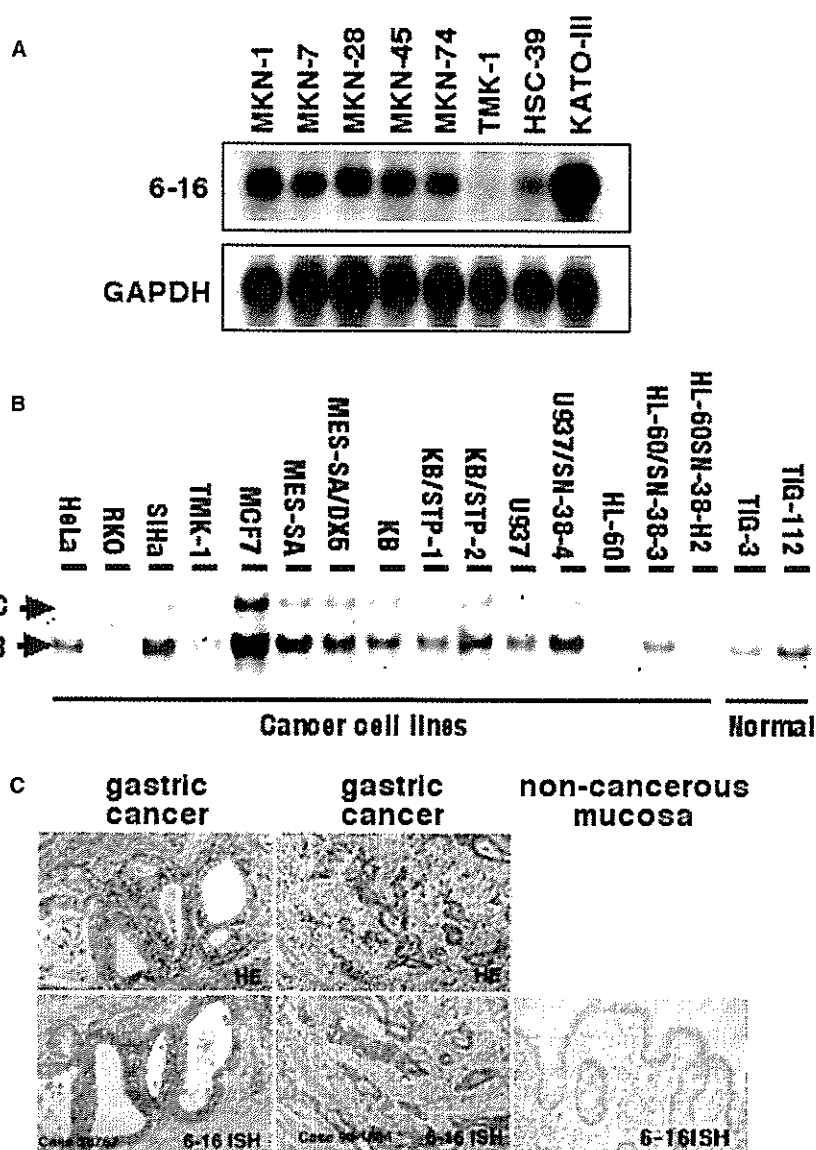 A
MKN-1
MKN-7
MKN-28
MKN-45
MKN-74
TMK-1
HSC-39
KATO-III
6-16
GAPDH
B
HeLa
RKO
SiHa
TMK-1
MCF7
MES-SA
MES-SA/DX5
KB
KB/STP-1
KB/STP-2
U937
U937/SN-38-4
HL-60
HL-60/SN-38-3
HL-60SN-38-H2
TIG-3
TIG-112
C
B
Cancer cell lines
Normal
C
gastric cancer
gastric cancer
non-cancerous mucosa
HE
HE
Case
6-16 ISH
Case
6-16 ISH
6-16ISH